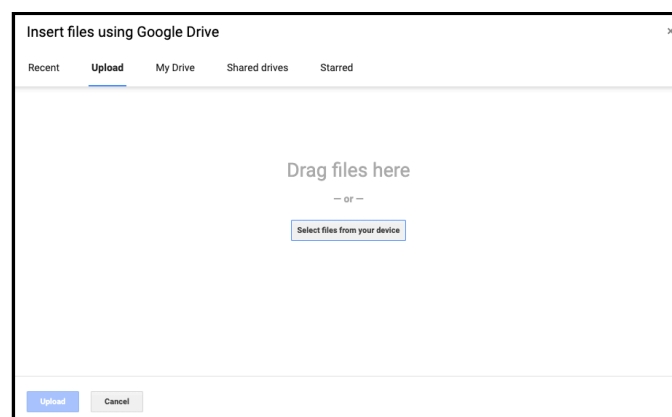 Insert files using Google Drive
Recent Upload My Drive Shared drives Starred
Drag files here
— or —
Select files from your device
Upload Cancel